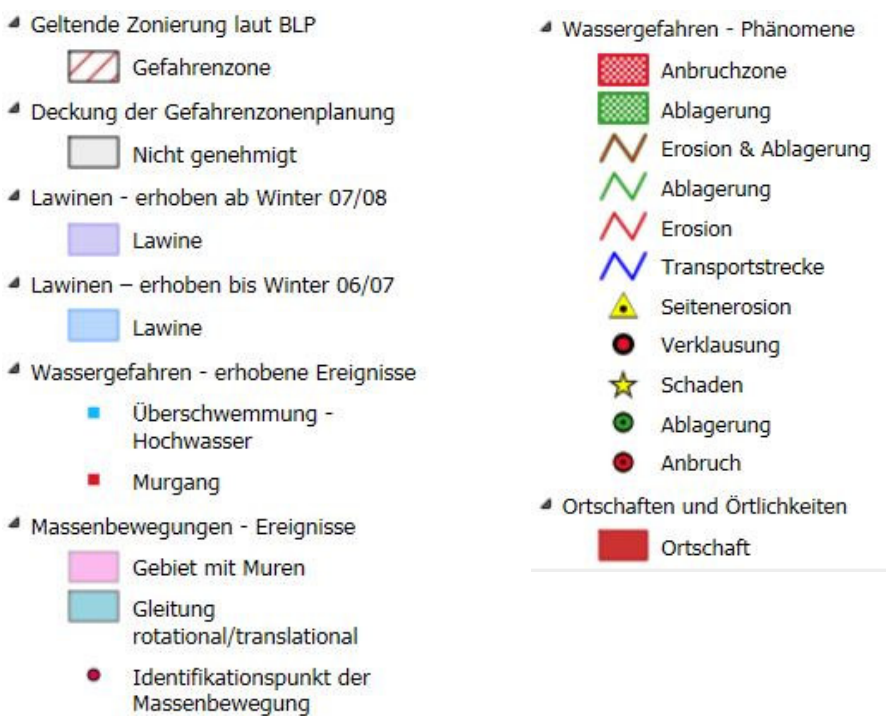 Geltende Zonierung laut BLP
Gefahrenzone
Deckung der Gefahrenzonenplanung
Nicht genehmigt
Lawinen - erhoben ab Winter 07/08
Lawine
Lawinen – erhoben bis Winter 06/07
Lawine
Wassergefahren - erhobene Ereignisse
Überschwemmung -
Hochwasser
Murgang
Massenbewegungen - Ereignisse
Gebiet mit Muren
Gleitung
rotational/translational
Identifikationspunkt der
Massenbewegung
Wassergefahren - Phänomene
Anbruchzone
Ablagerung
Erosion & Ablagerung
Ablagerung
Erosion
Transportstrecke
Seitenerosion
Verklausung
Schaden
Ablagerung
Anbruch
Ortschaften und Örtlichkeiten
Ortschaft